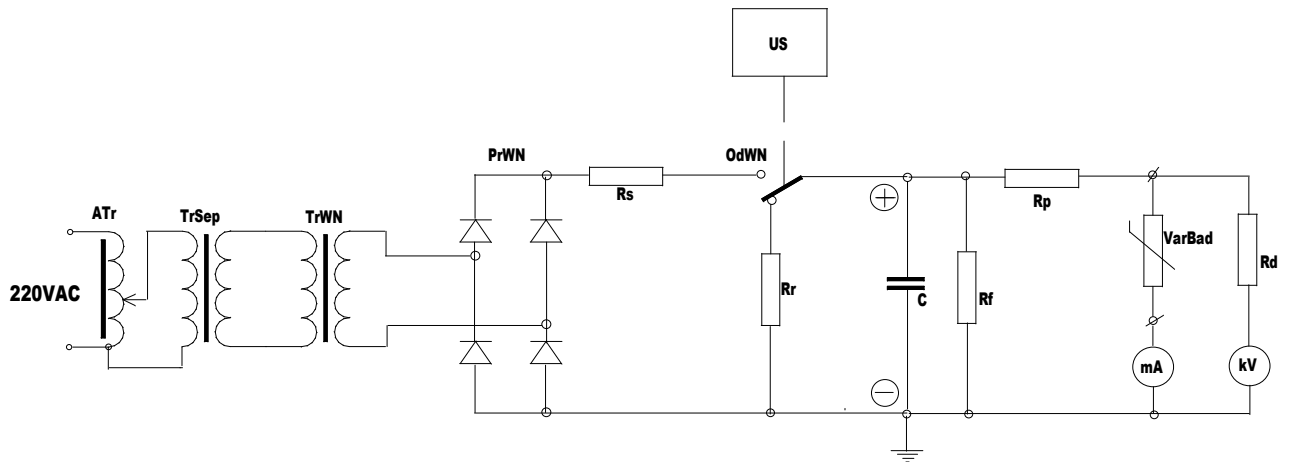 US
PrWN
OdWN
Rs
Rp
ATr
TrSep
TrWN
VarBad
Rd
220VAC
Rr
C
Rf
mA
kV